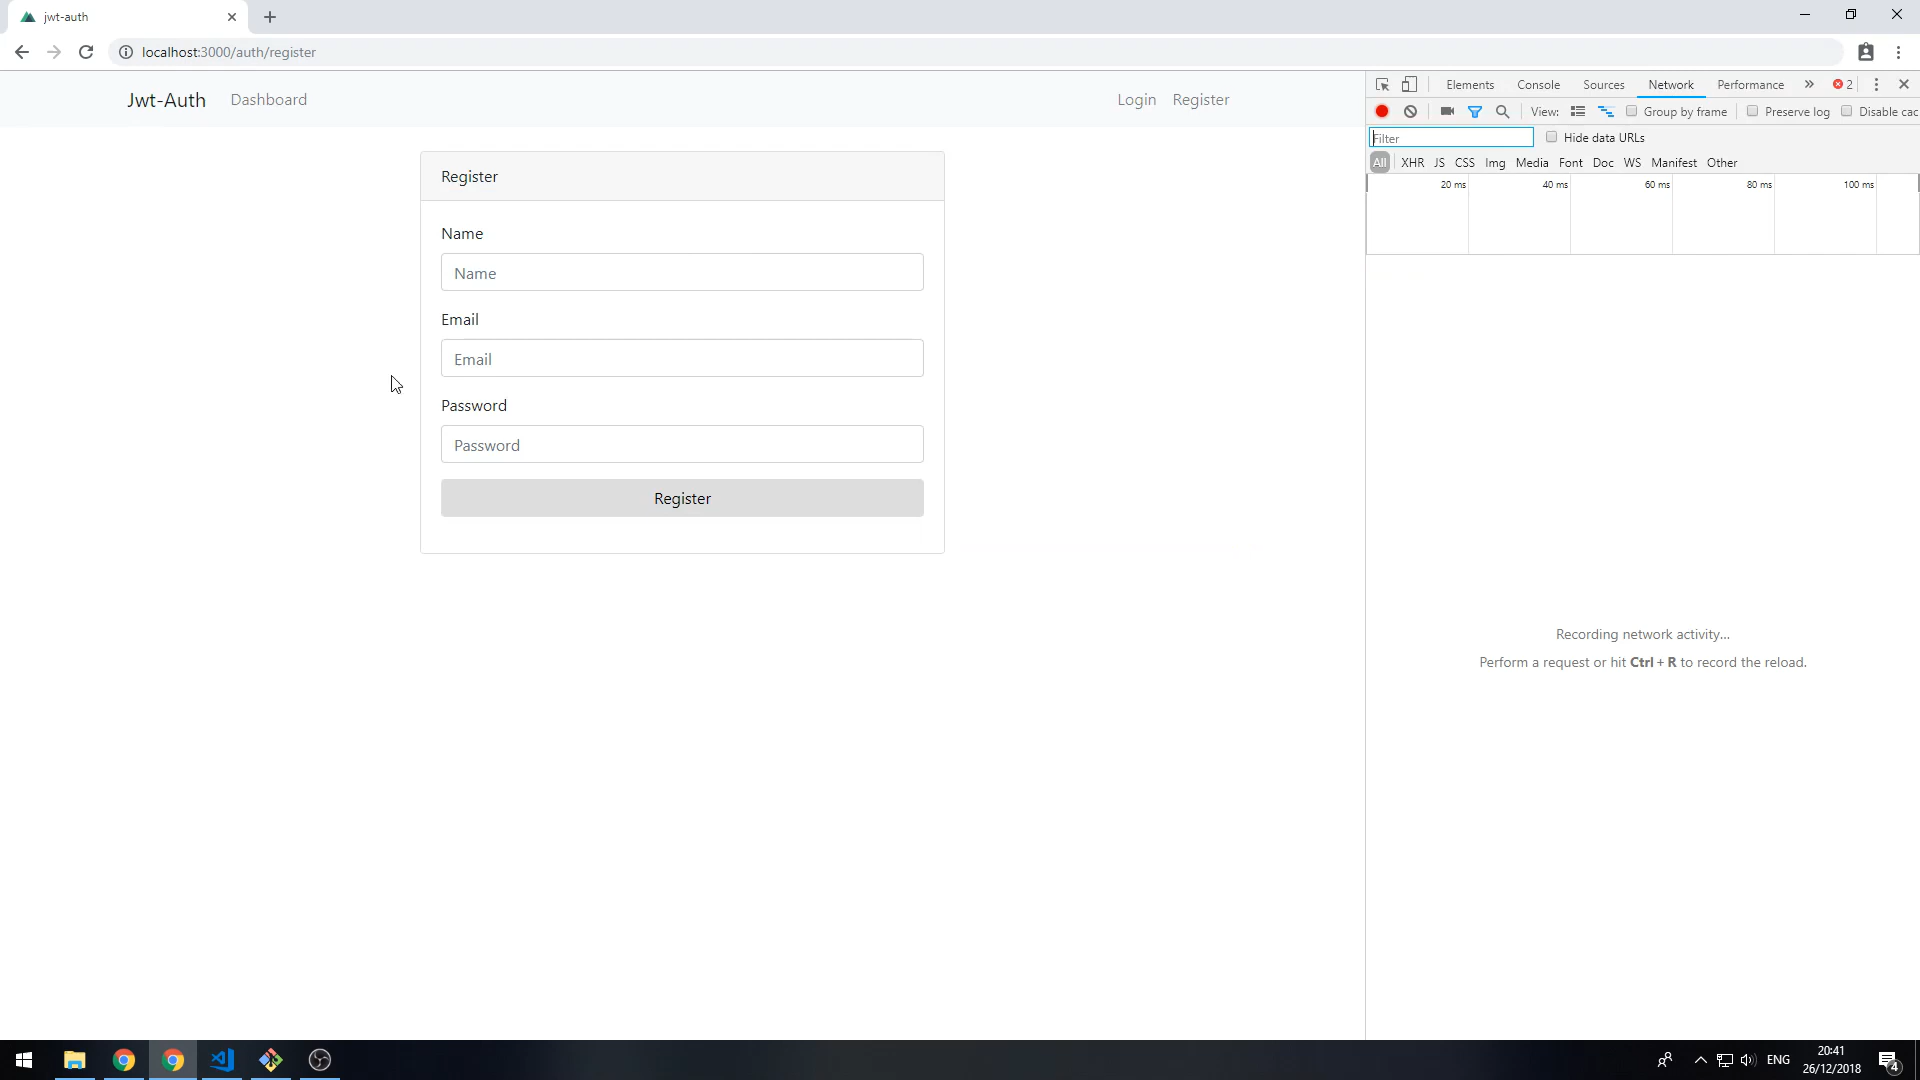 jwt-auth
localhost:3000/auth/register
Jwt-Auth Dashboard Login Register
Register
Name
Name
Email
Email
Password
Password
Register
Elements Console Sources Network Performance » 2
View: Group by frame Preserve log Disable cac
Filter Hide data URLs
All XHR JS CSS Img Media Font Doc WS Manifest Other
20 ms 40 ms 60 ms 80 ms 100 ms
Recording network activity...
Perform a request or hit Ctrl + R to record the reload.
ENG 20:41
26/12/2018 4